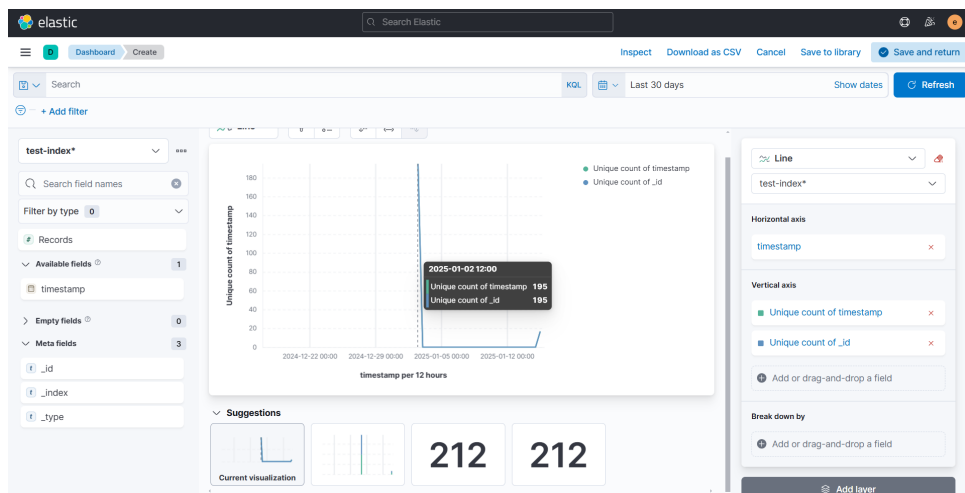 elastic
Search Elastic
e
D
Dashboard
Create
Inspect
Download as CSV
Cancel
Save to library
Save and return
Search
KQL
Last 30 days
Show dates
Refresh
+ Add filter
test-index*
Search field names
Filter by type 0
Records
Available fields 1
timestamp
Empty fields 0
Meta fields 3
t _id
t _index
t _type
Line
Unique count of timestamp
180
160
140
120
100
80
60
40
20
0
2024-12-22 00:00 2024-12-29 00:00 2025-01-05 00:00 2025-01-12 00:00
timestamp per 12 hours
Unique count of timestamp
Unique count of _id
2025-01-02 12:00
Unique count of timestamp 195
Unique count of _id 195
Suggestions
Current visualization
212
212
Line
test-index*
Horizontal axis
timestamp
Vertical axis
Unique count of timestamp
Unique count of _id
Add or drag-and-drop a field
Break down by
Add or drag-and-drop a field
Add layer